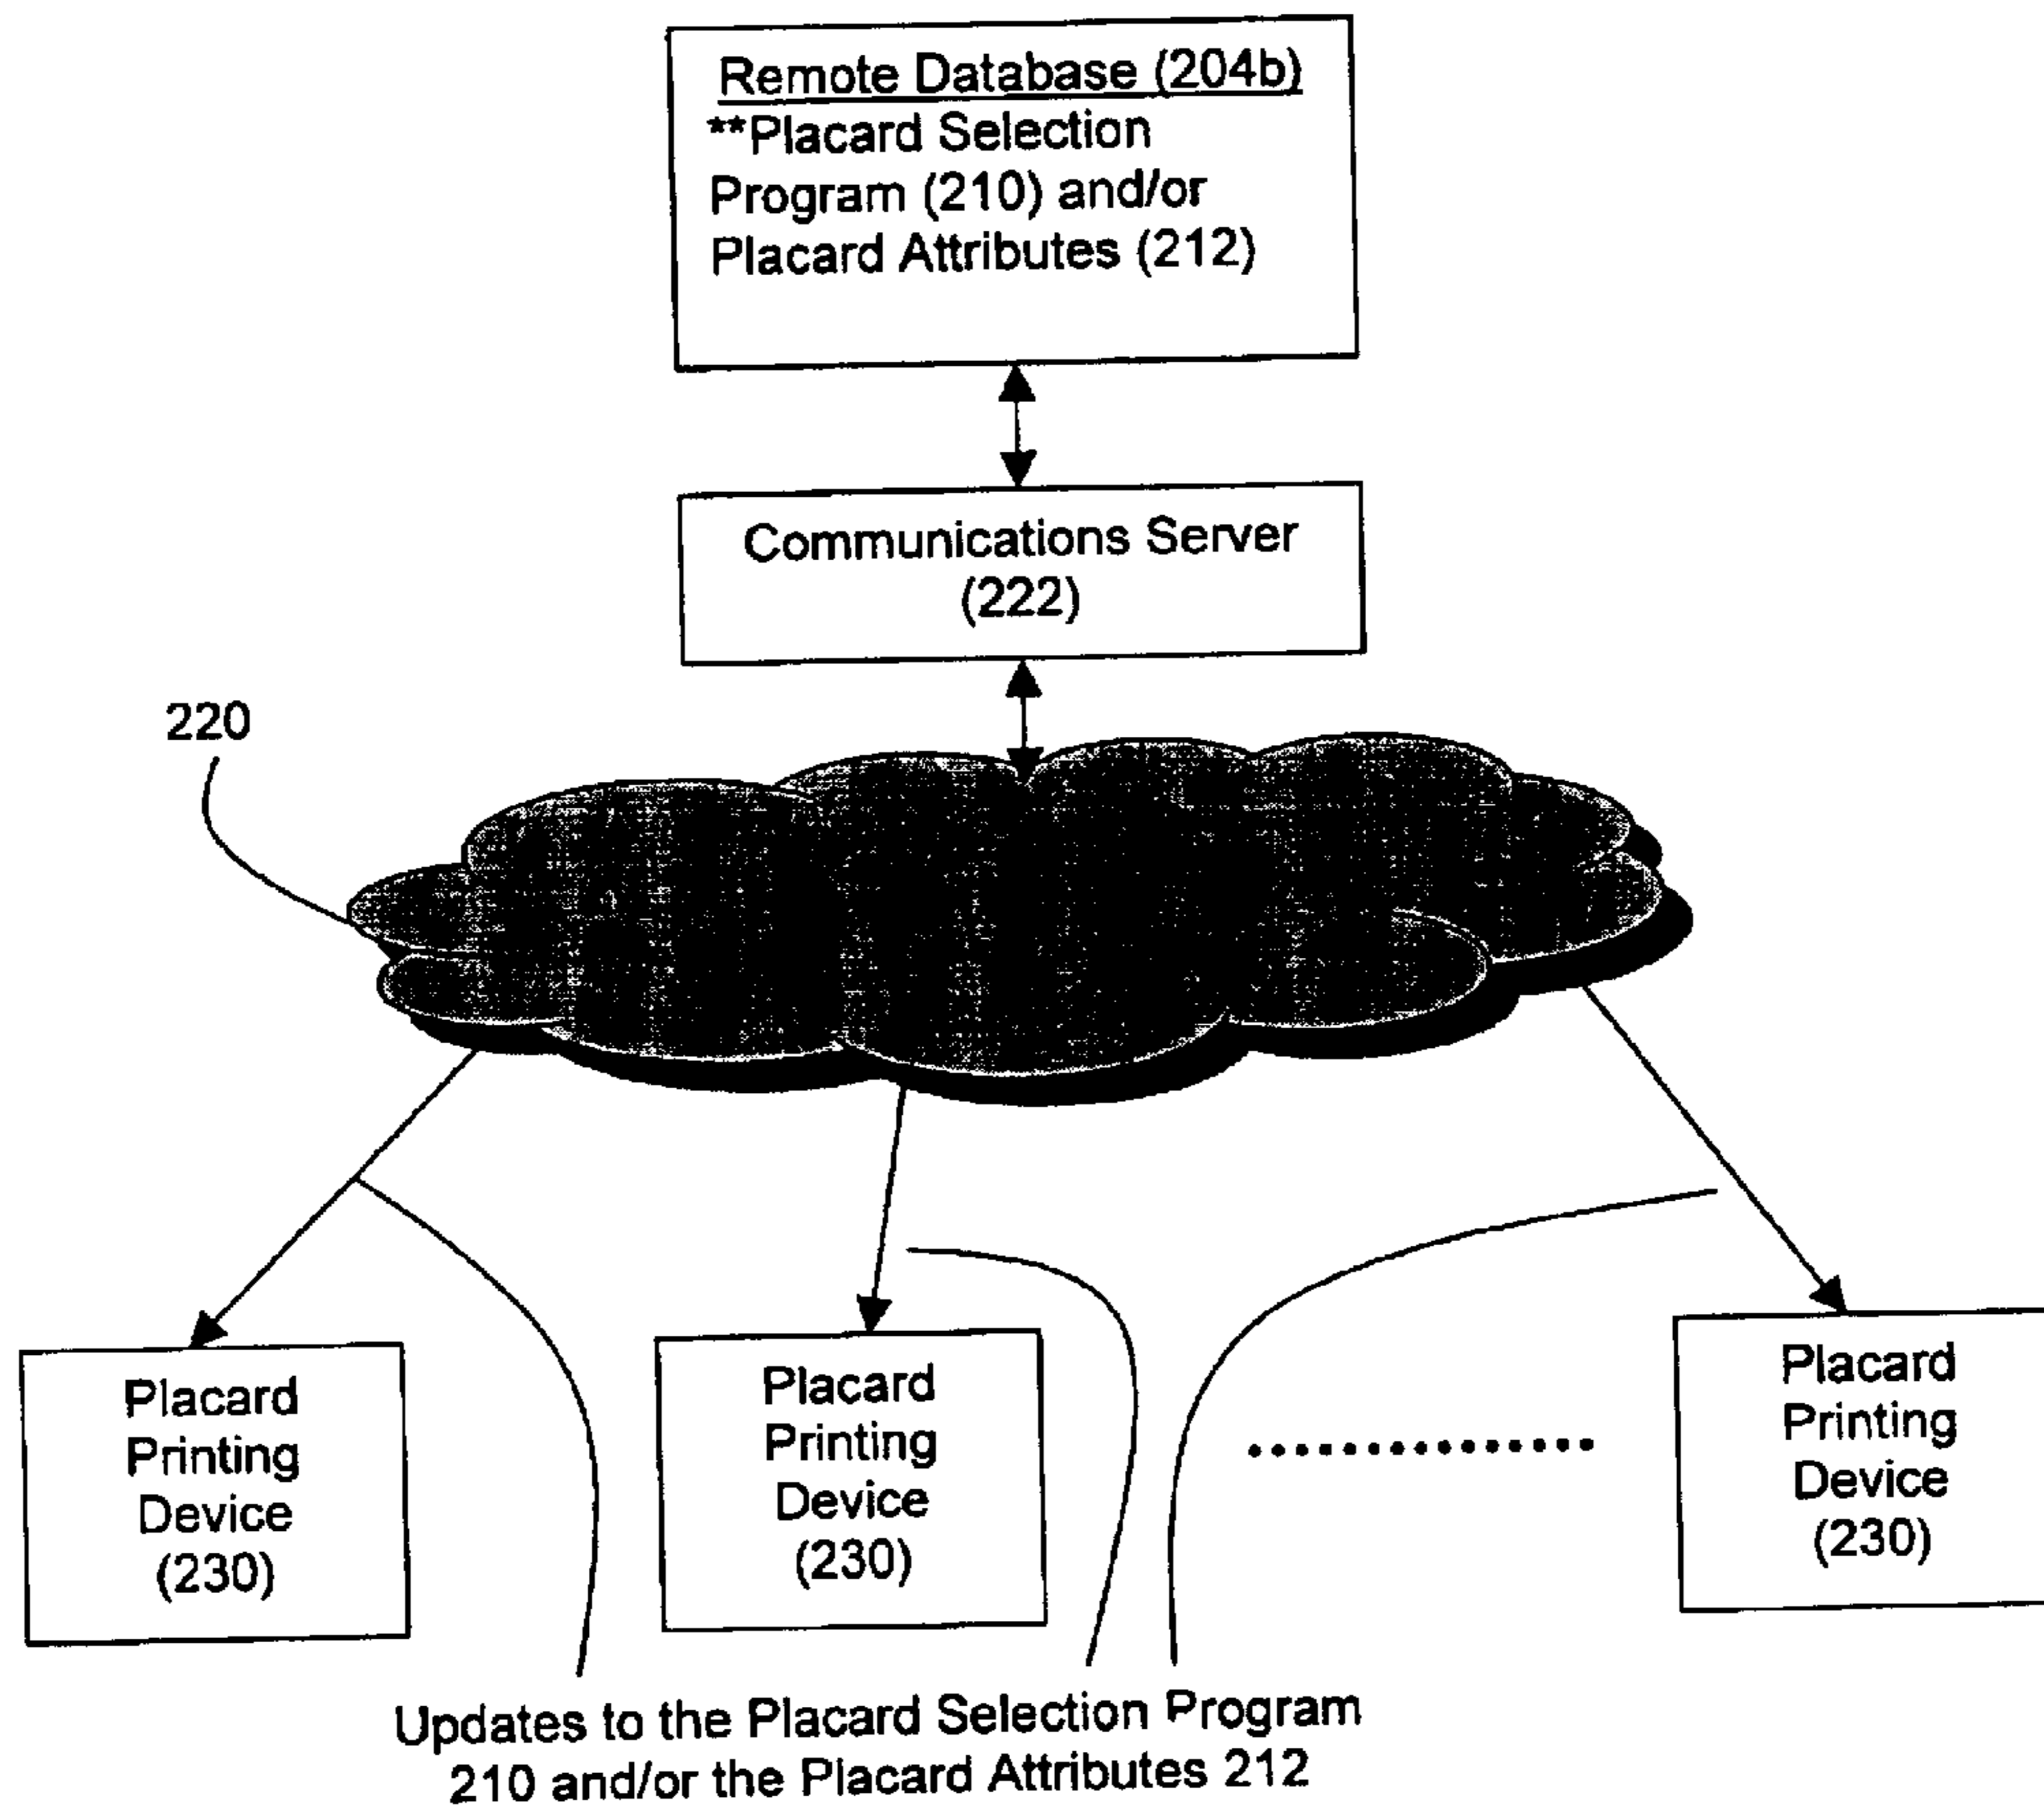 Remote Database (204b)
**Placard Selection
Program (210) and/or
Placard Attributes (212)
Communications Server
(222)
220
Placard
Printing
Device
(230)
Placard
Printing
Device
(230)
Placard
Printing
Device
(230)
Updates to the Placard Selection Program
210 and/or the Placard Attributes 212